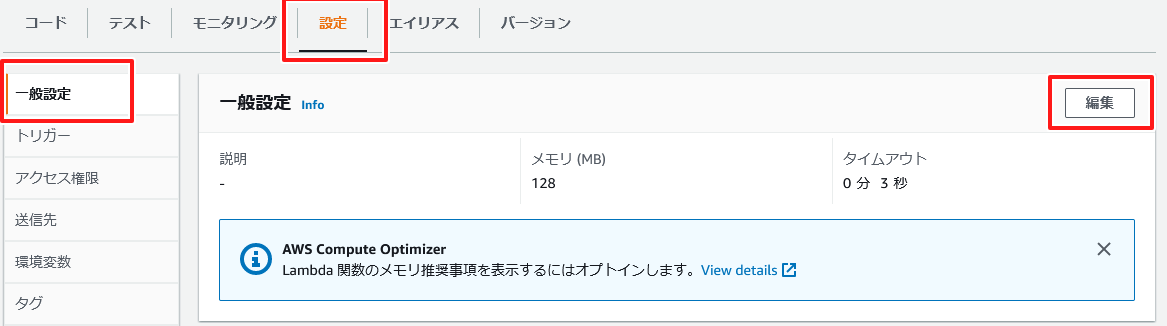 コード テスト モニタリング 設定 エイリアス バージョン
一般設定
トリガー
アクセス権限
送信先
環境変数
タグ
一般設定 Info 編集
説明 メモリ (MB) タイムアウト
- 128 0 分 3 秒
AWS Compute Optimizer
Lambda 関数のメモリ推奨事項を表示するにはオプトインします。View details